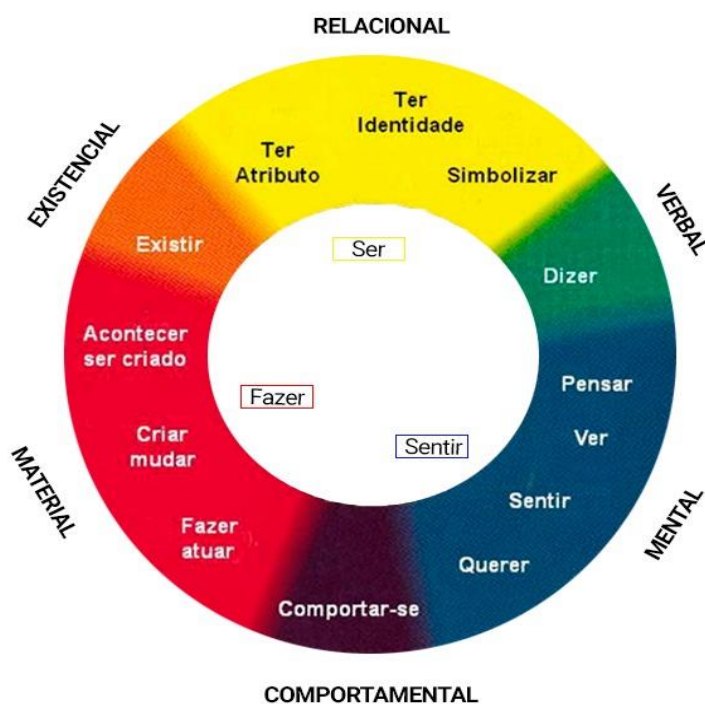 RELACIONAL
Ter
Identidade
Ter
Atributo
Simbolizar
EXISTENCIAL
VERBAL
Existir
Ser
Dizer
Acontecer
ser criado
Fazer
Pensar
Criar
mudar
Sentir
Ver
MATERIAL
MENTAL
Fazer
atuar
Sentir
Querer
Comportar-se
COMPORTAMENTAL